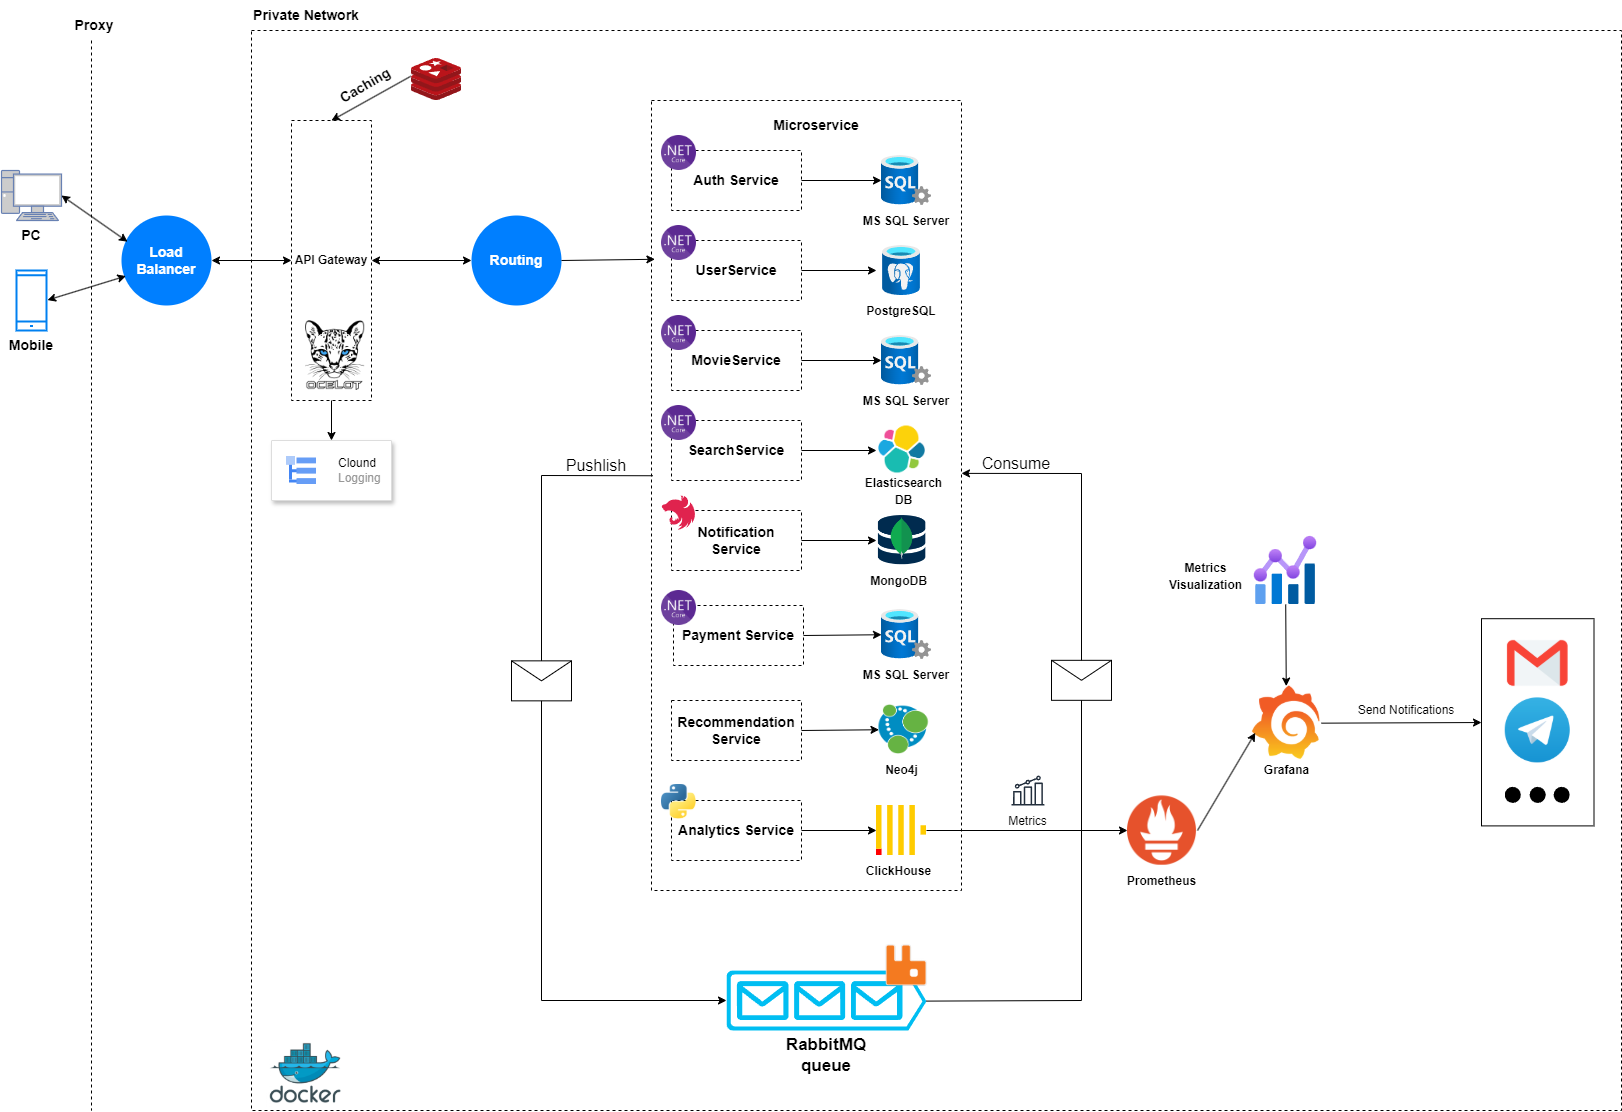 Proxy
Private Network
Caching
PC
Mobile
Load
Balancer
API Gateway
OCELOT
Clound
Logging
Routing
Microservice
.NET
Core
Auth Service
SQL
MS SQL Server
.NET
Core
UserService
PostgreSQL
.NET
Core
MovieService
SQL
MS SQL Server
.NET
Core
SearchService
Elasticsearch
DB
Notification
Service
MongoDB
.NET
Core
Payment Service
SQL
MS SQL Server
Recommendation
Service
Neo4j
Analytics Service
ClickHouse
Pushlish
Consume
Metrics
Prometheus
Metrics
Visualization
Grafana
Send Notifications
RabbitMQ
queue
docker